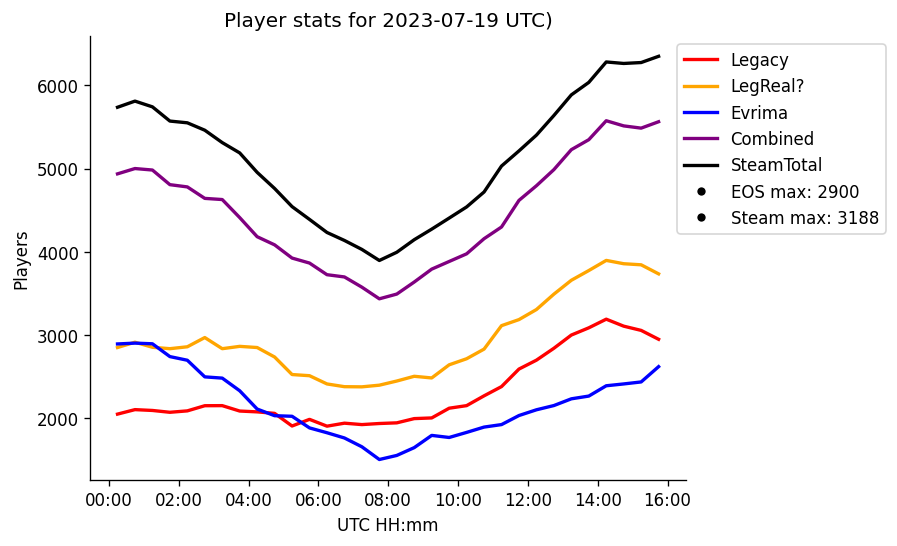 Player stats for 2023-07-19 UTC)
Players
6000
5000
4000
3000
2000
00:00 02:00 04:00 06:00 08:00 10:00 12:00 14:00 16:00
UTC HH:mm
Legacy
LegReal?
Evrima
Combined
SteamTotal
EOS max: 2900
Steam max: 3188